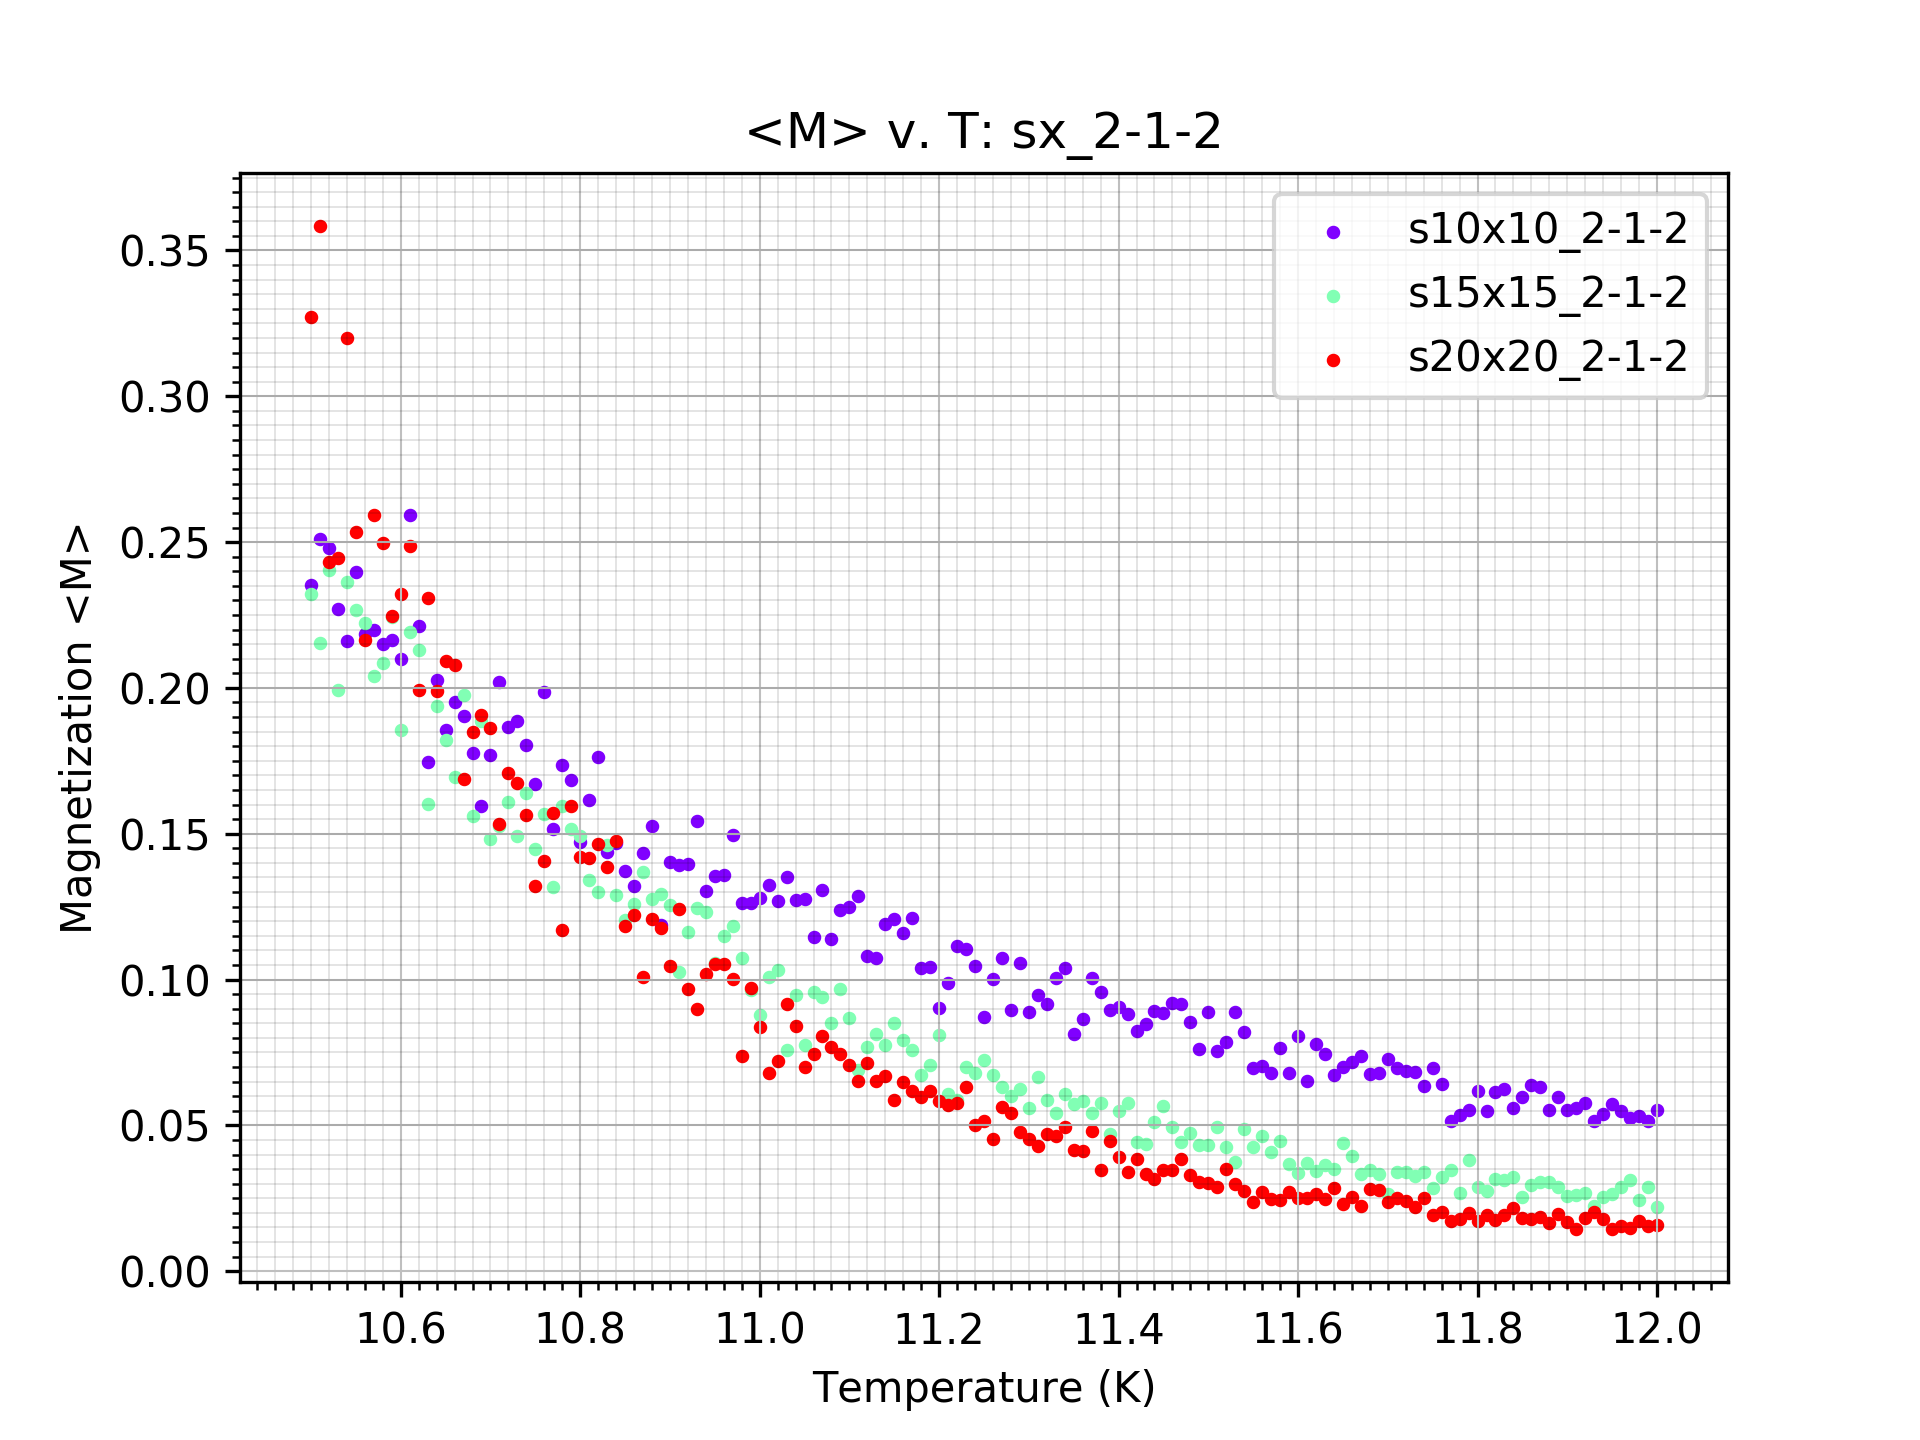 <M> v. T: sx_2-1-2
s10x10_2-1-2
s15x15_2-1-2
s20x20_2-1-2
Magnetization <M>
0.35
0.30
0.25
0.20
0.15
0.10
0.05
0.00
10.6 10.8 11.0 11.2 11.4 11.6 11.8 12.0
Temperature (K)